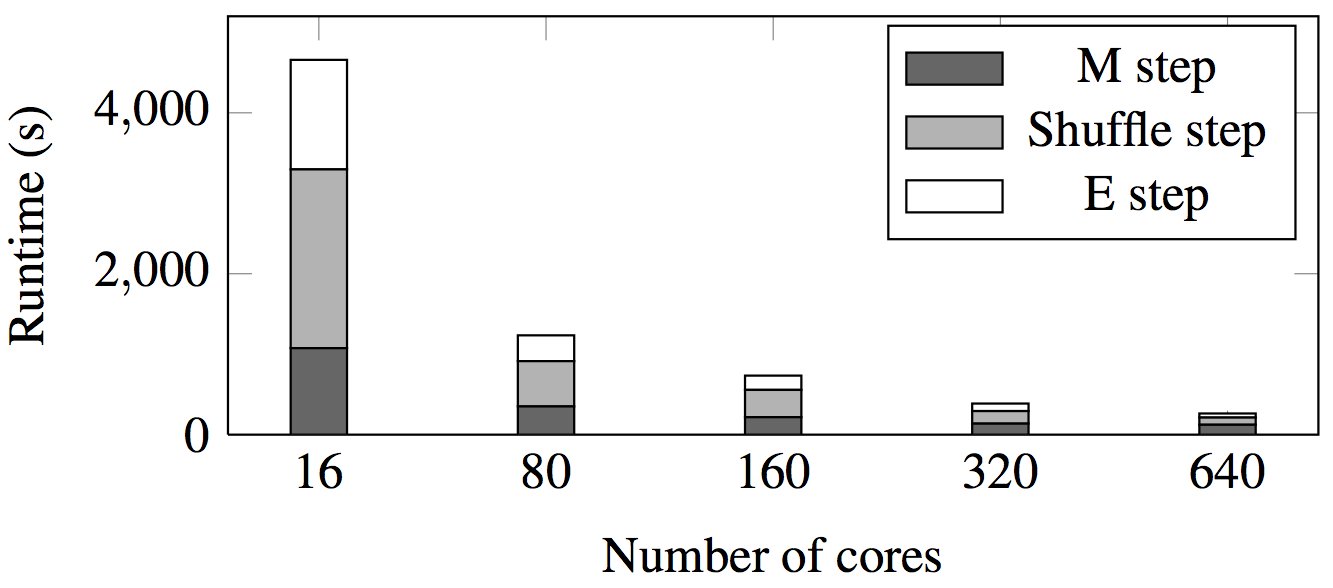 Runtime (s)
4,000
2,000
0
M step
Shuffle step
E step
16 80 160 320 640
Number of cores